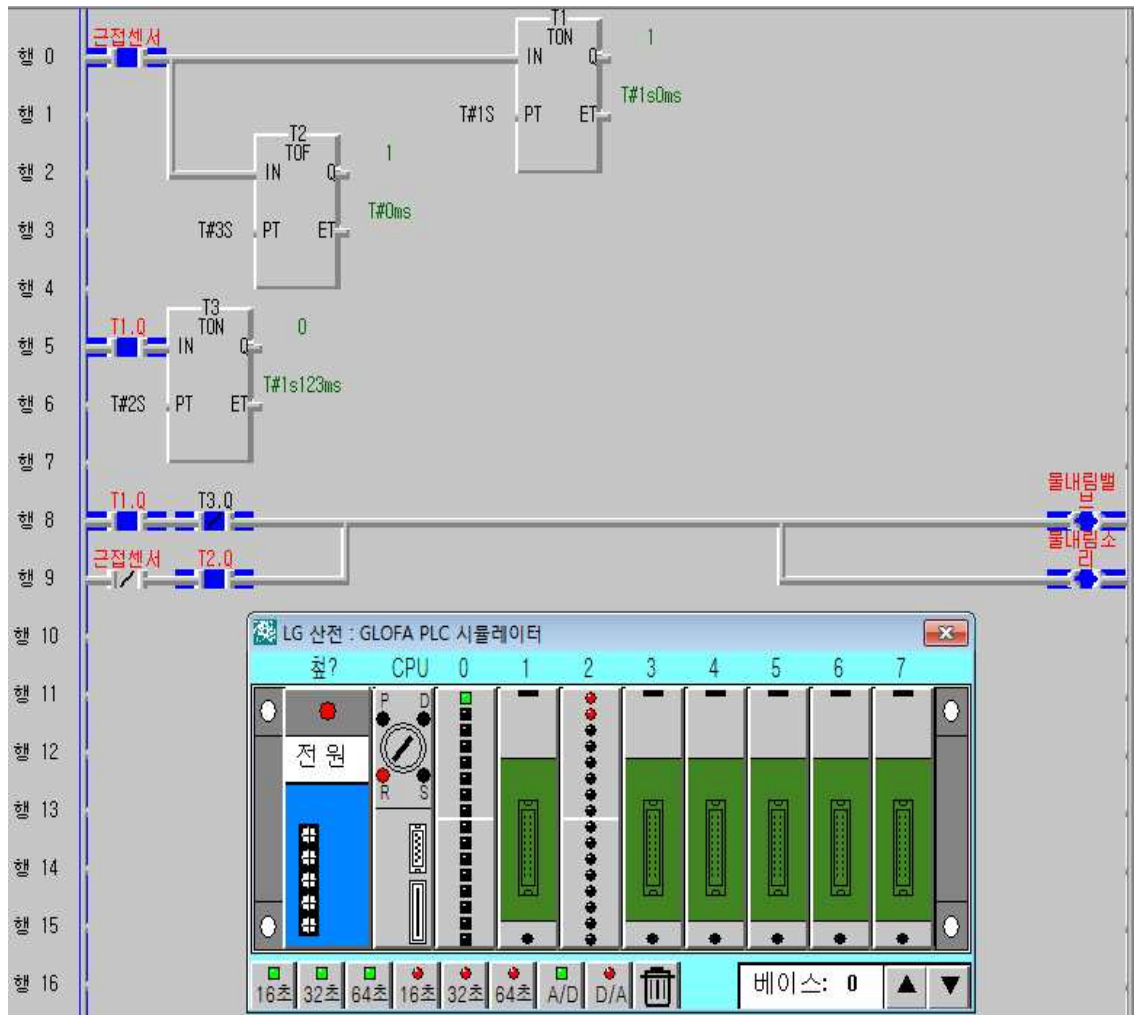 근접센서
T1
행 0
TON
1
IN
Q
T#1s0ms
행 1
T#1S
PT
ET
T2
TOF
1
행 2
IN
Q
T#0ms
행 3
T#3S
PT
ET
행 4
T3
T1.Q
TON
0
행 5
IN
Q
T#1s123ms
행 6
T#2S
PT
ET
행 7
물내림밸
브
T1.Q
T3.Q
행 8
물내림소
리
근접센서
T2.Q
행 9
행 10
LG 산전 : GLOFA PLC 시뮬레이터
첲? CPU 0 1 2 3 4 5 6 7
행 11
P D
행 12
전 원
R S
행 13
행 14
행 15
행 16
16초 32초 64초 16초 32초 64초 A/D D/A
베이스: 0